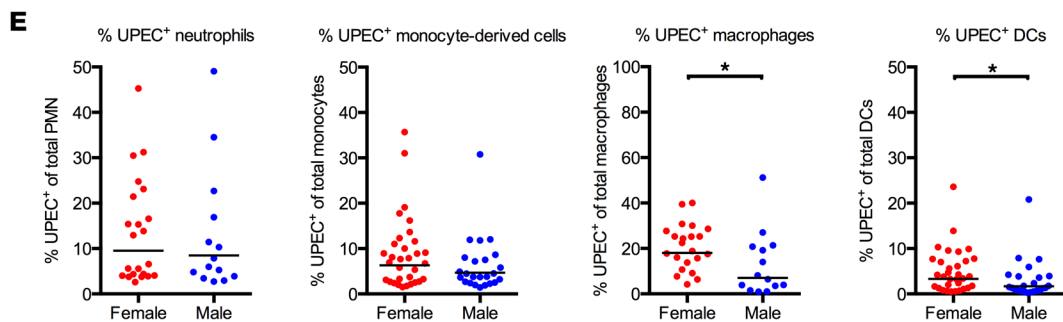 E
% UPEC⁺ neutrophils
% UPEC⁺ of total PMN
50
40
30
20
10
0
Female Male
% UPEC⁺ monocyte-derived cells
% UPEC⁺ of total monocytes
50
40
30
20
10
0
Female Male
% UPEC⁺ macrophages
% UPEC⁺ of total macrophages
100
80
60
40
20
0
*
Female Male
% UPEC⁺ DCs
% UPEC⁺ of total DCs
50
40
30
20
10
0
*
Female Male